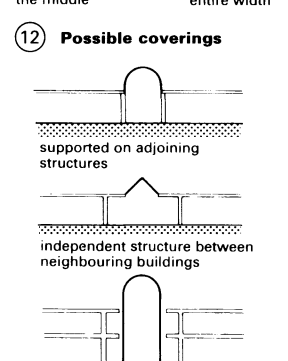 the middle entire width
12 Possible coverings
supported on adjoining
structures
independent structure between
neighbouring buildings